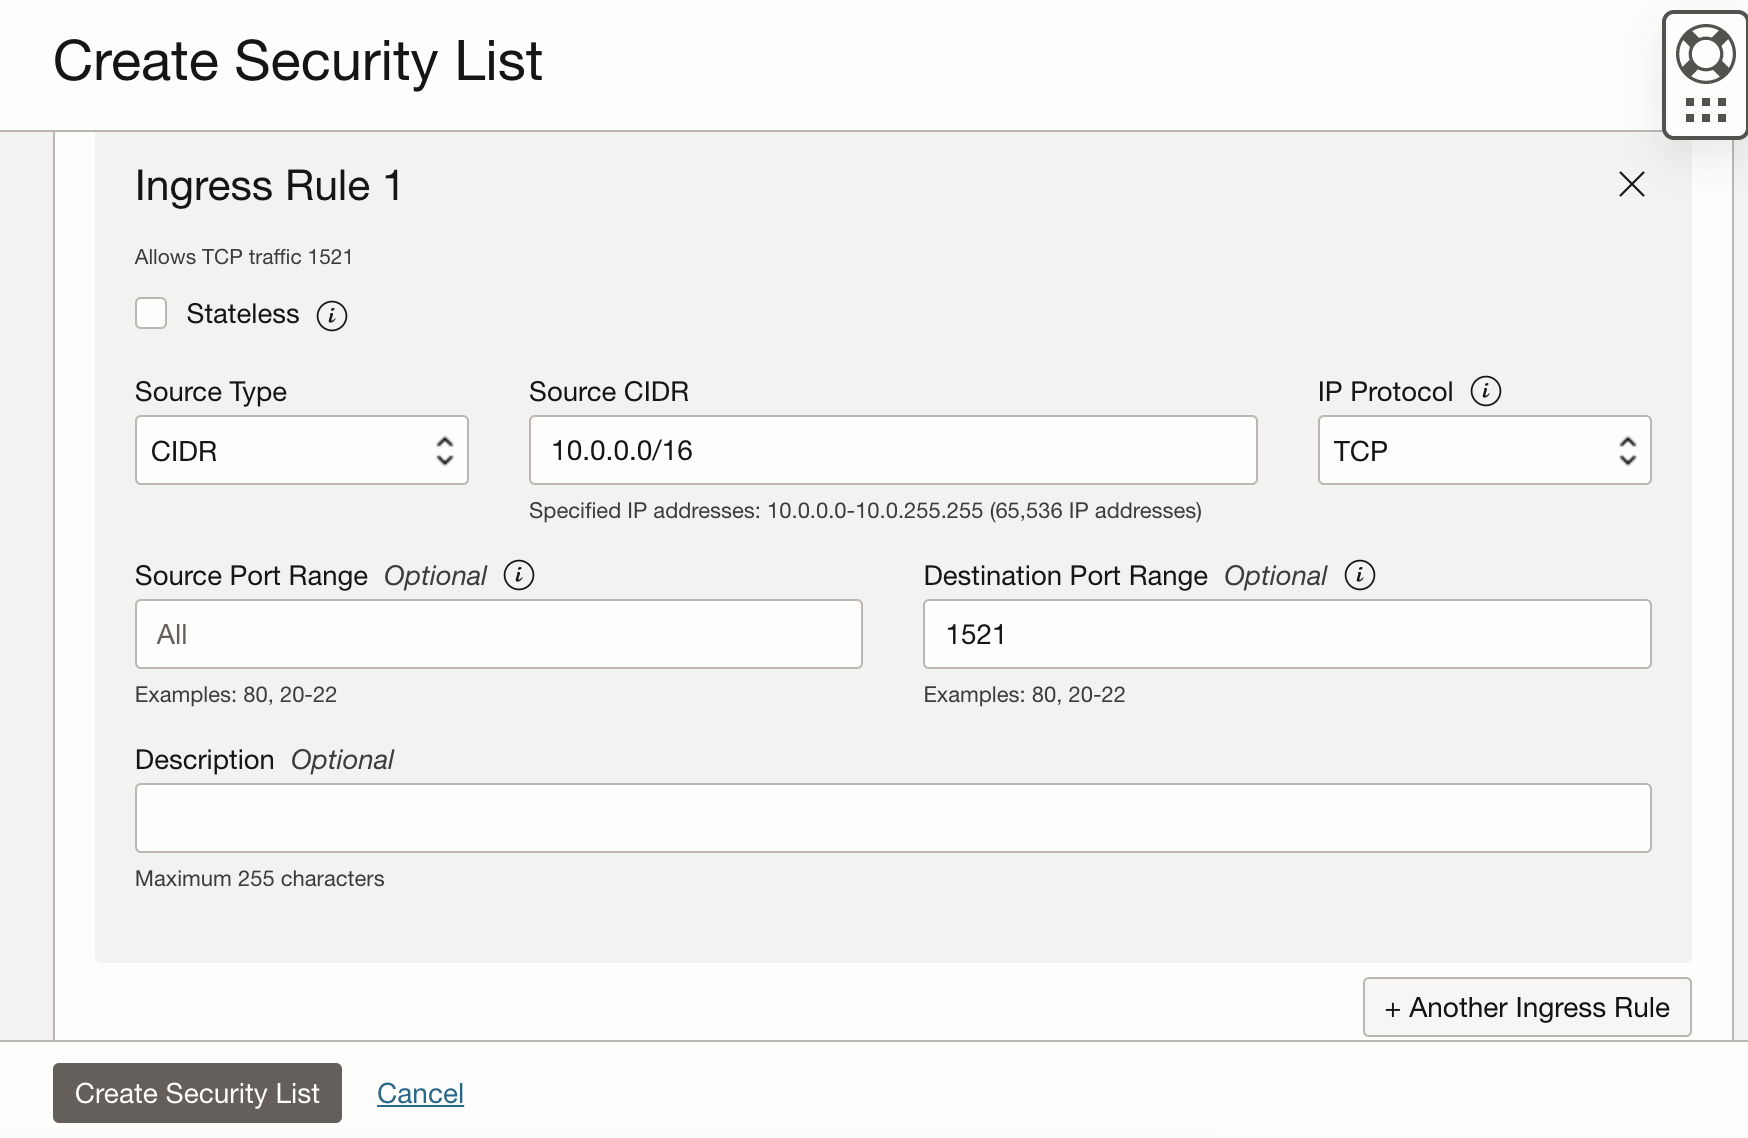 Create Security List
Ingress Rule 1
Allows TCP traffic 1521
Stateless
Source Type
Source CIDR
IP Protocol
CIDR
10.0.0.0/16
TCP
Specified IP addresses: 10.0.0.0-10.0.255.255 (65,536 IP addresses)
Source Port Range Optional
Destination Port Range Optional
All
1521
Examples: 80, 20-22
Examples: 80, 20-22
Description Optional
Maximum 255 characters
+ Another Ingress Rule
Create Security List
Cancel